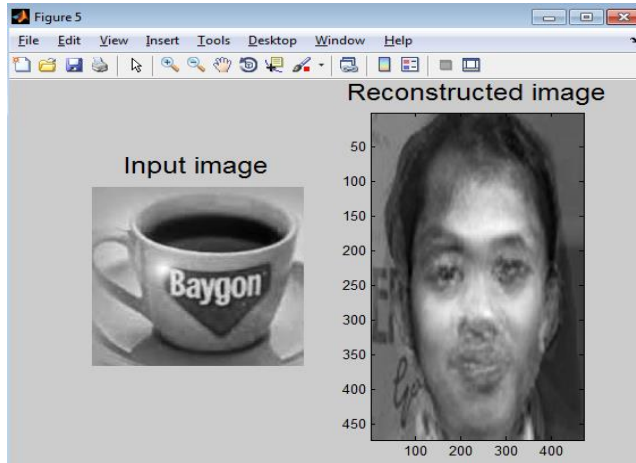 Figure 5
File Edit View Insert Tools Desktop Window Help
Reconstructed image
Input image
Baygon
50
100
150
200
250
300
350
400
450
100 200 300 400